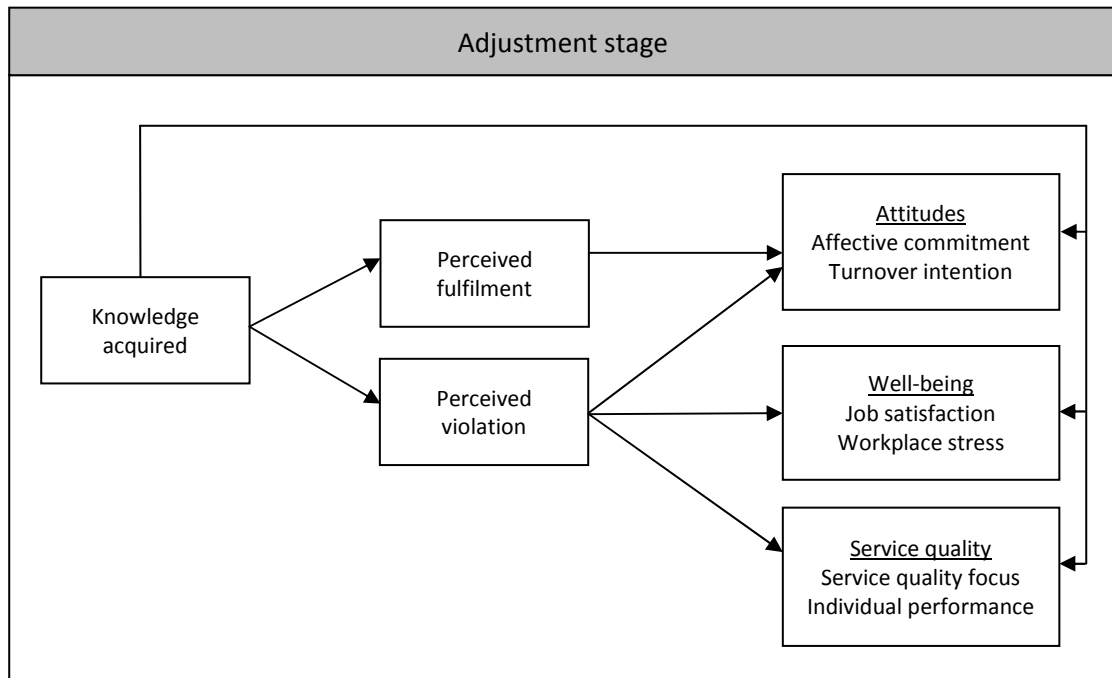 Adjustment stage
Knowledge
acquired
Perceived
fulfilment
Perceived
violation
Attitudes
Affective commitment
Turnover intention
Well-being
Job satisfaction
Workplace stress
Service quality
Service quality focus
Individual performance